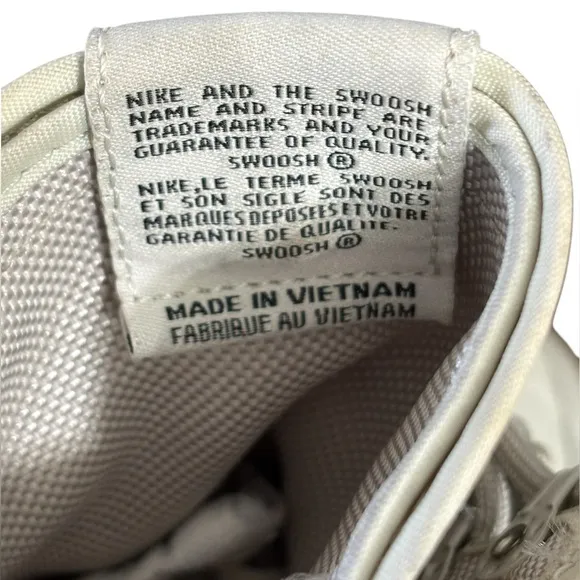 NIKE AND THE SWOOSH
NAME AND STRIPE ARE
TRADEMARKS AND YOUR
GUARANTEE OF QUALITY.
SWOOSH ®
NIKE,LE TERME SWOOSH
ET SON SIGLE SONT DES
MARQUES DEPOSEES ET VOTRE
GARANTIE DE QUALITE.
SWOOSH ®
MADE IN VIETNAM
FABRIQUE AU VIETNAM